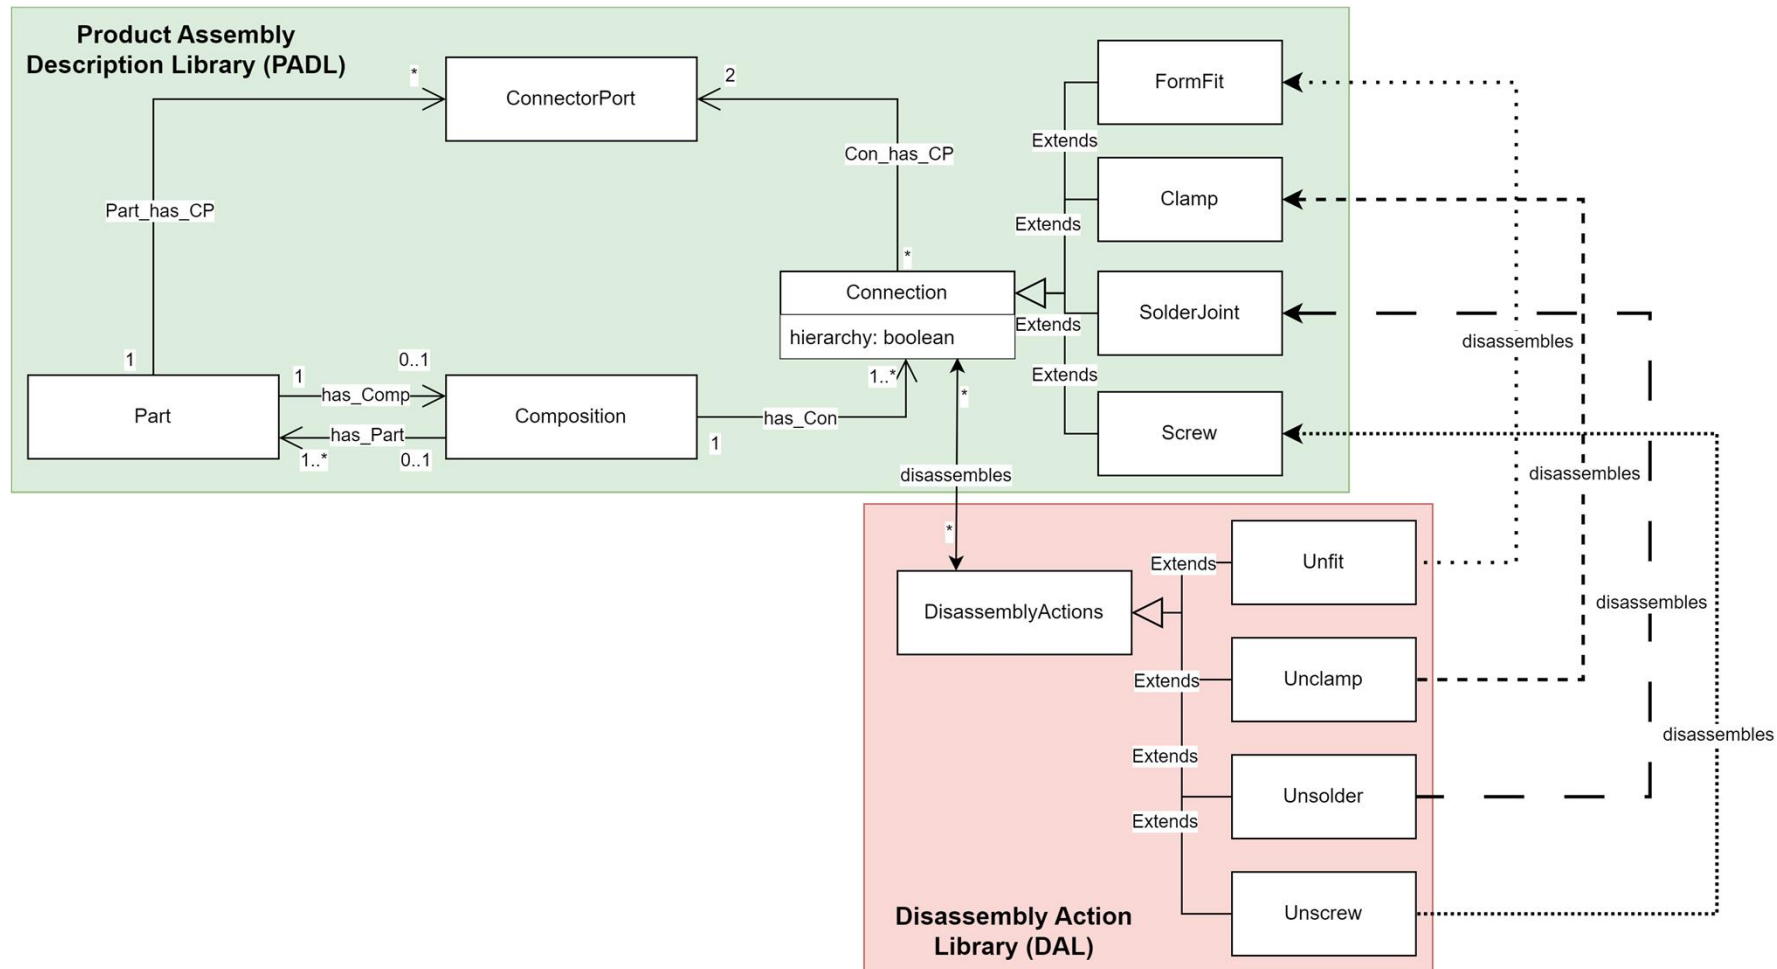 Product Assembly
Description Library (PADL)
*
ConnectorPort
2
FormFit
Extends
Con_has_CP
Part_has_CP
Clamp
Extends
*
Connection
hierarchy: boolean
SolderJoint
Extends
disassembles
1
0..1
1
has_Comp
1..*
Extends
*
Part
Composition
has_Con
has_Part
1..*
0..1
1
Screw
disassembles
disassembles
*
Extends
Unfit
DisassemblyActions
disassembles
Extends
Unclamp
disassembles
Extends
Unsolder
Extends
Disassembly Action
Library (DAL)
Unscrew